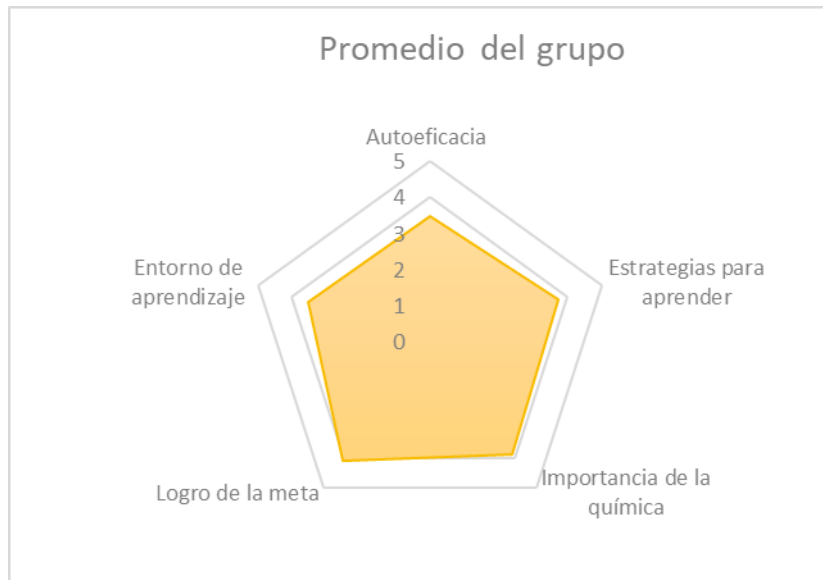 Promedio del grupo
Autoeficacia
5
4
3
2
1
0
Estrategias para
aprender
Importancia de la
química
Logro de la meta
Entorno de
aprendizaje